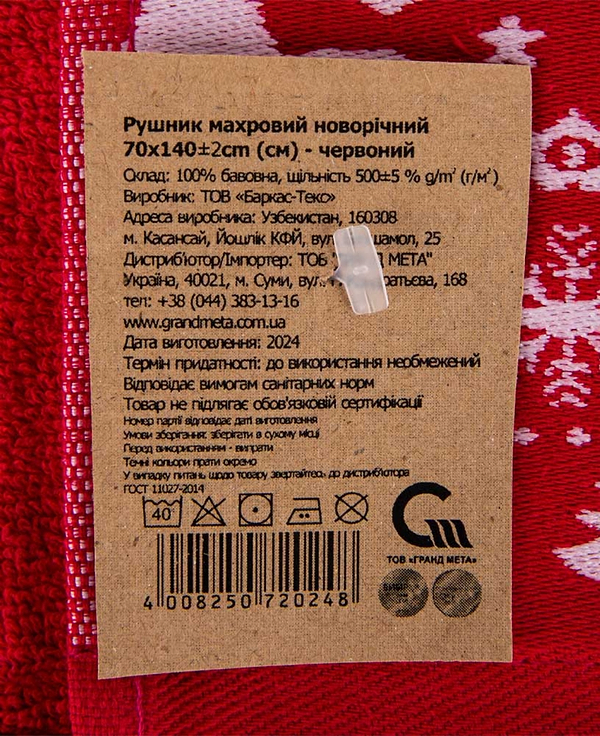 Рушник махровий новорічний
70x140±2cm (см) - червоний
Склад: 100% бавовна, щільність 500±5 % g/m² (г/м²)
Виробник: ТОВ «Баркас-Текс»
Адреса виробника: Узбекистан, 160308
м. Касансай, Йошлік КФЙ, 25
Дистриб'ютор/Імпортер: ТОВ МЕТА"
Україна, 40021, м. Суми, вул. 168
тел: +38 (044) 383-13-16
www.grandmeta.com.ua
Дата виготовлення: 2024
Термін придатності: до використання необмежений
Відповідає вимогам санітарних норм
Товар не підлягає обов'язковій сертифікації
Номер партії відповідає даті виготовлення
Умови зберігання: зберігати в сухому місці
Перед використанням - випрати
Течні кольори прати окремо
У випадку питань щодо товару звертайтесь до дистриб'ютора
ГОСТ 11027-2014
40
Gm
ТОВ «ГРАНД МЕТА»
4 008250 720248